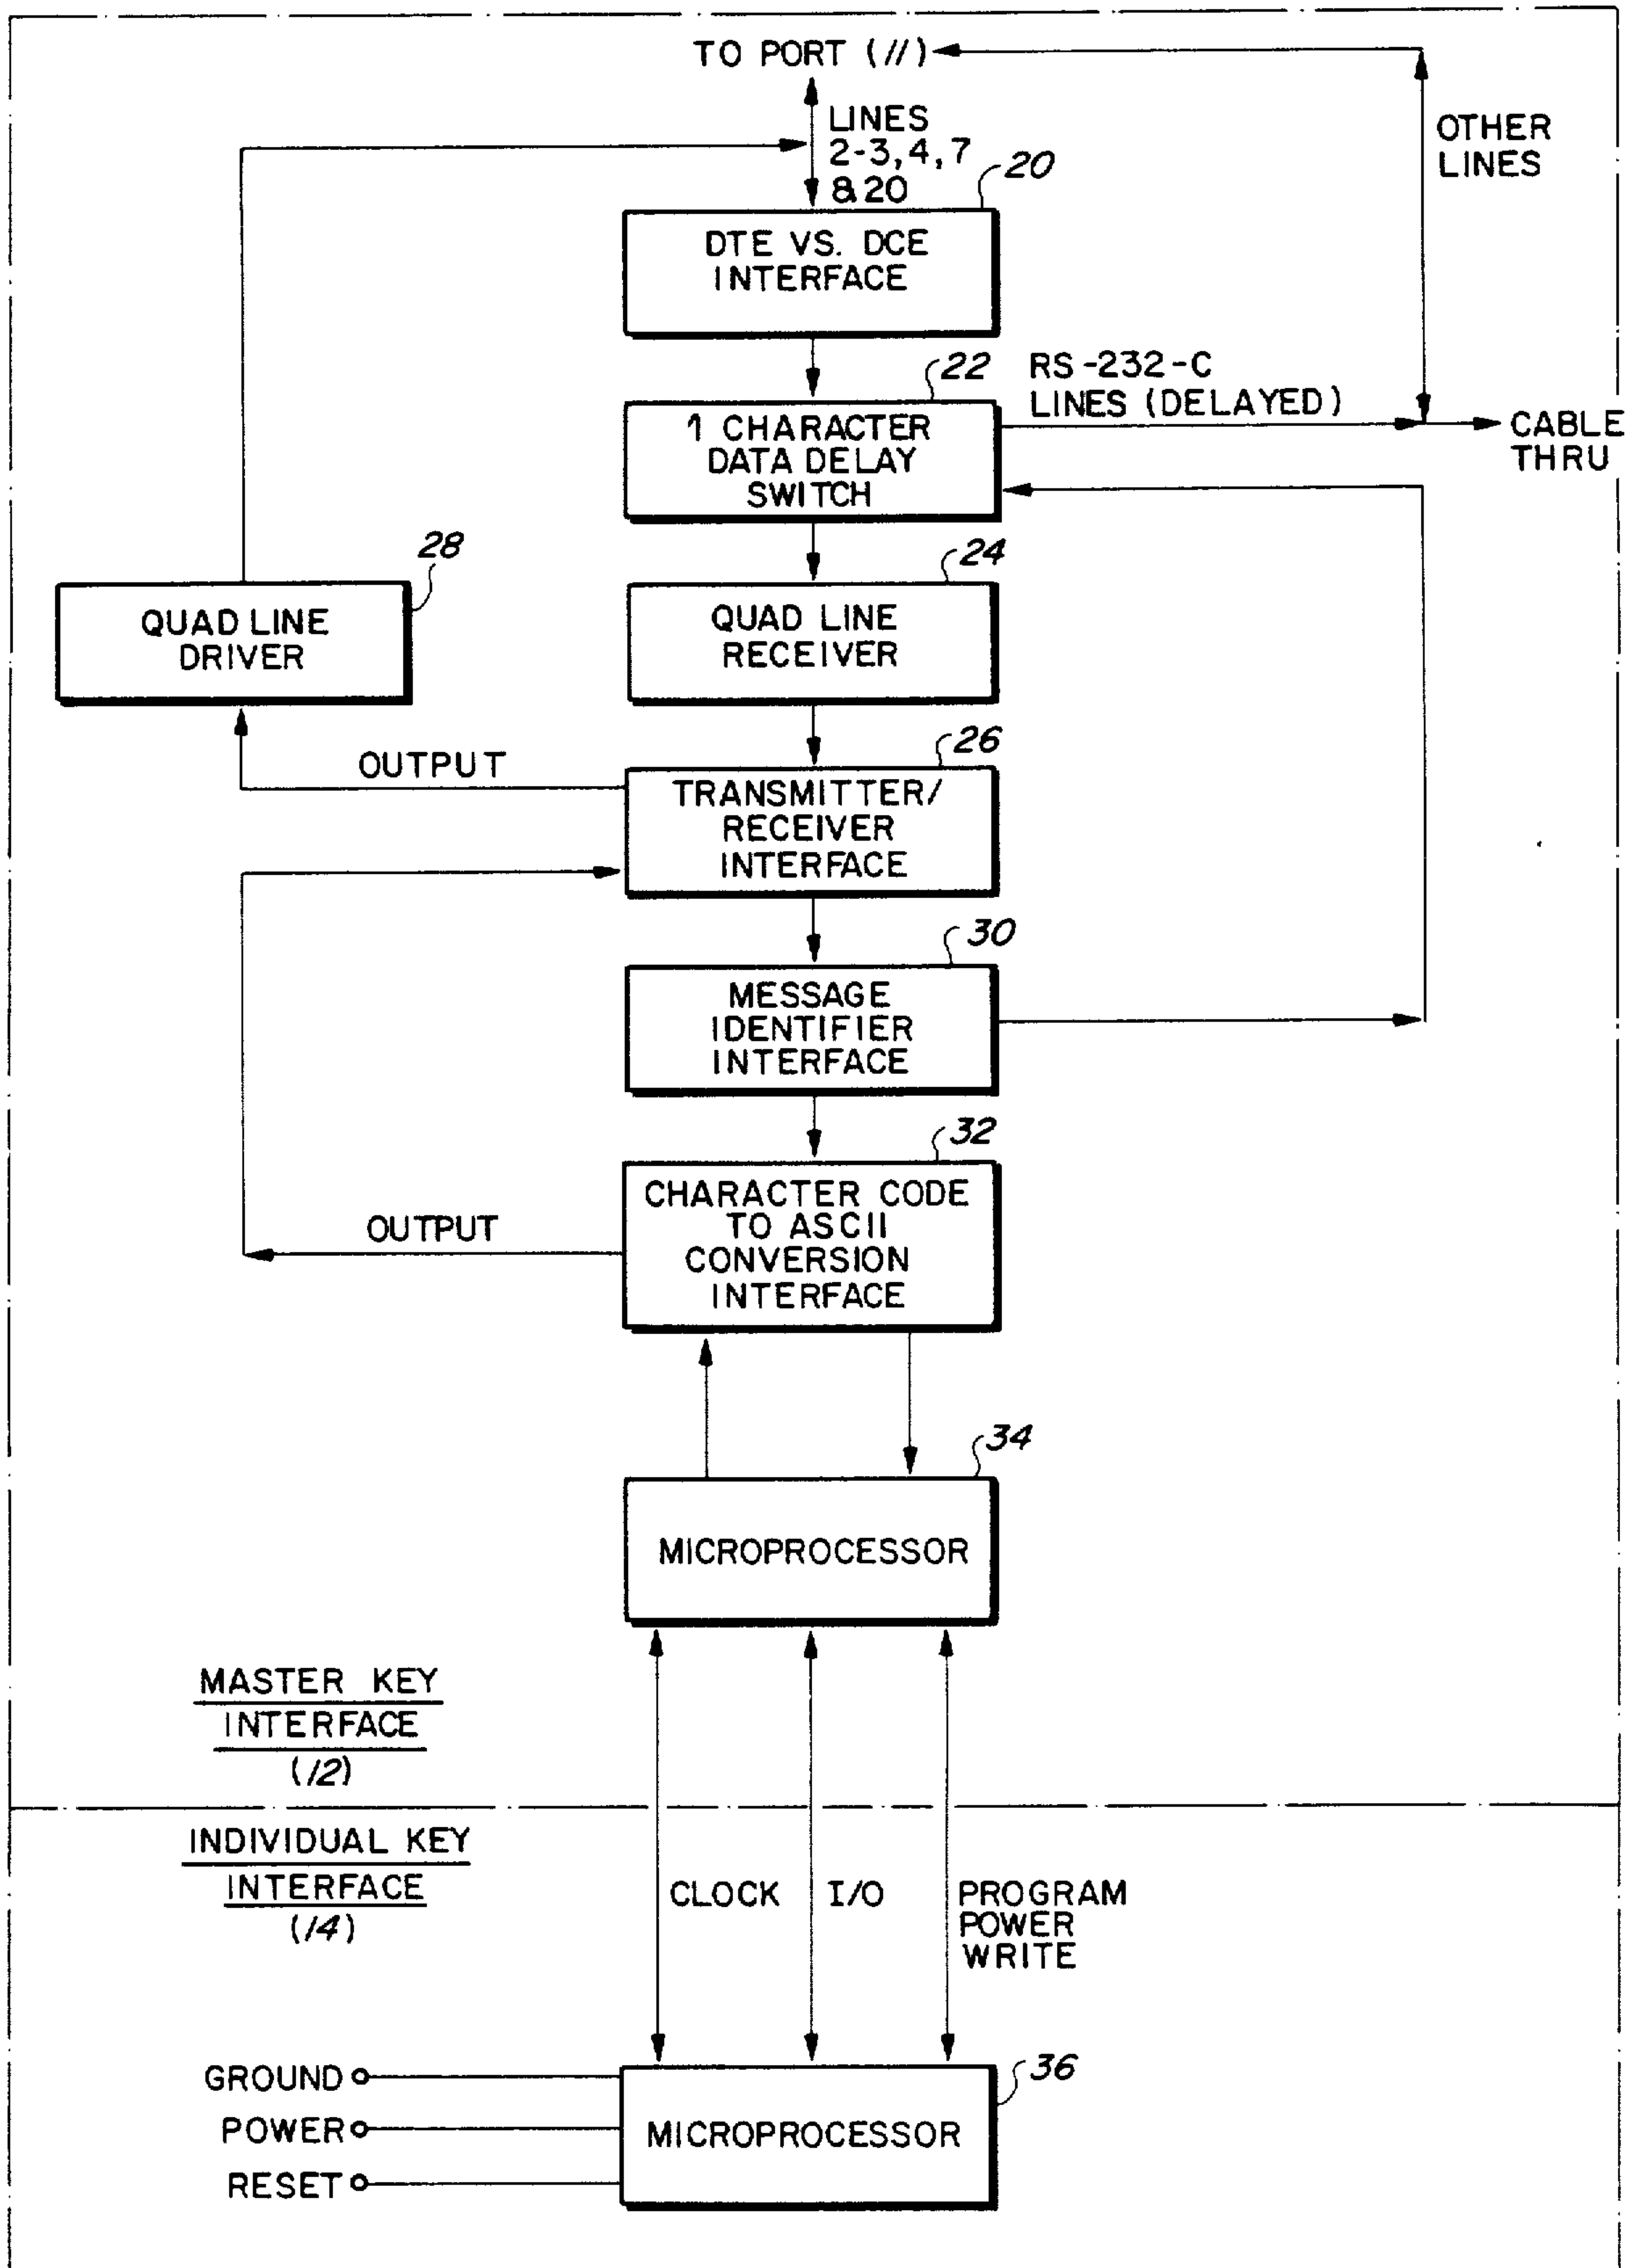 TO PORT (11)
LINES
2-3, 4, 7
& 20
OTHER
LINES
20
DTE VS. DCE
INTERFACE
22
RS-232-C
LINES (DELAYED)
1 CHARACTER
DATA DELAY
SWITCH
CABLE
THRU
28
QUAD LINE
DRIVER
24
QUAD LINE
RECEIVER
OUTPUT
26
TRANSMITTER/
RECEIVER
INTERFACE
30
MESSAGE
IDENTIFIER
INTERFACE
32
CHARACTER CODE
TO ASCII
CONVERSION
INTERFACE
OUTPUT
34
MICROPROCESSOR
MASTER KEY
INTERFACE
(12)
INDIVIDUAL KEY
INTERFACE
(14)
CLOCK
I/O
PROGRAM
POWER
WRITE
36
MICROPROCESSOR
GROUND
POWER
RESET